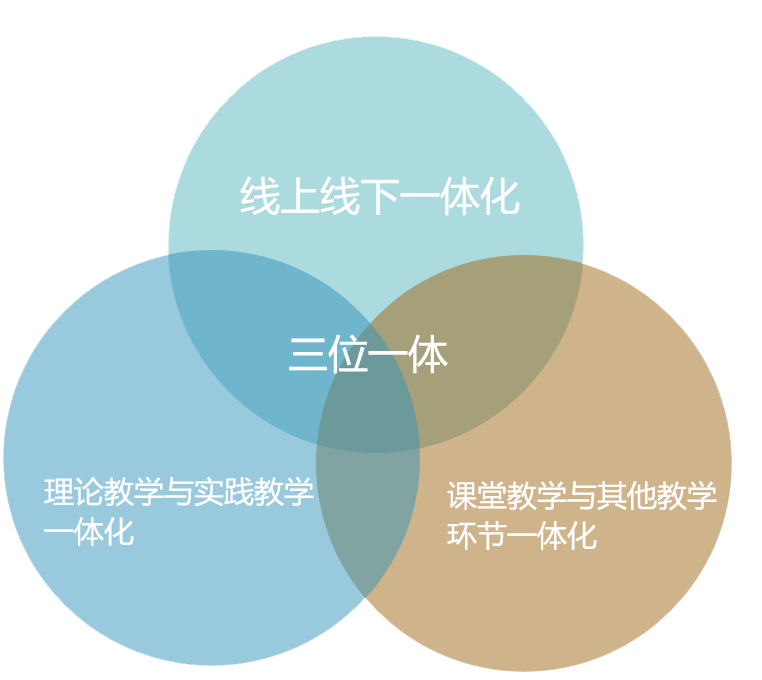 线上线下一体化
三位一体
理论教学与实践教学
一体化
课堂教学与其他教学
环节一体化